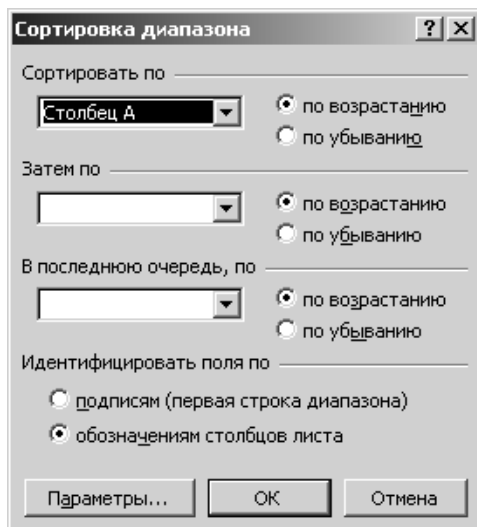 Сортировка диапазона
Сортировать по
Столбец А
по возрастанию
по убыванию
Затем по
по возрастанию
по убыванию
В последнюю очередь, по
по возрастанию
по убыванию
Идентифицировать поля по
подписям (первая строка диапазона)
обозначениям столбцов листа
Параметры... ОК Отмена